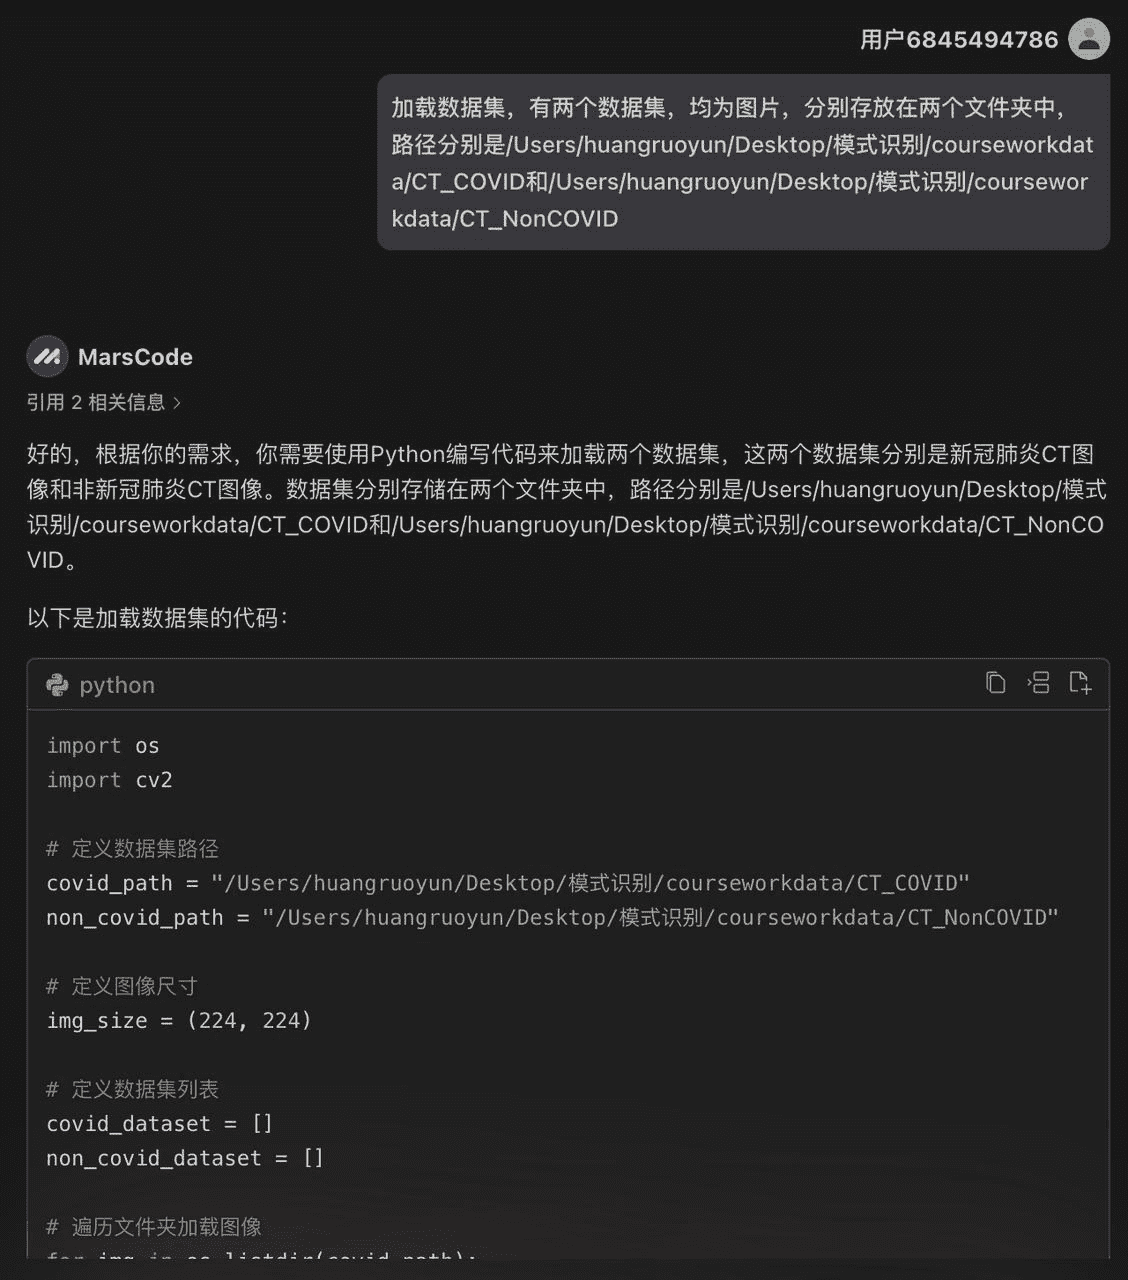 用户6845494786
加载数据集，有两个数据集，均为图片，分别存放在两个文件夹中，
路径分别是/Users/huangruoyun/Desktop/模式识别/courseworkdat
a/CT_COVID和/Users/huangruoyun/Desktop/模式识别/coursewor
kdata/CT_NonCOVID
MarsCode
引用 2 相关信息 >
好的，根据你的需求，你需要使用Python编写代码来加载两个数据集，这两个数据集分别是新冠肺炎CT图
像和非新冠肺炎CT图像。数据集分别存储在两个文件夹中，路径分别是/Users/huangruoyun/Desktop/模式
识别/courseworkdata/CT_COVID和/Users/huangruoyun/Desktop/模式识别/courseworkdata/CT_NonCO
VID。
以下是加载数据集的代码：
python
import os
import cv2
# 定义数据集路径
covid_path = "/Users/huangruoyun/Desktop/模式识别/courseworkdata/CT_COVID"
non_covid_path = "/Users/huangruoyun/Desktop/模式识别/courseworkdata/CT_NonCOVID"
# 定义图像尺寸
img_size = (224, 224)
# 定义数据集列表
covid_dataset = []
non_covid_dataset = []
# 遍历文件夹加载图像
for img in os.listdir(covid_path):